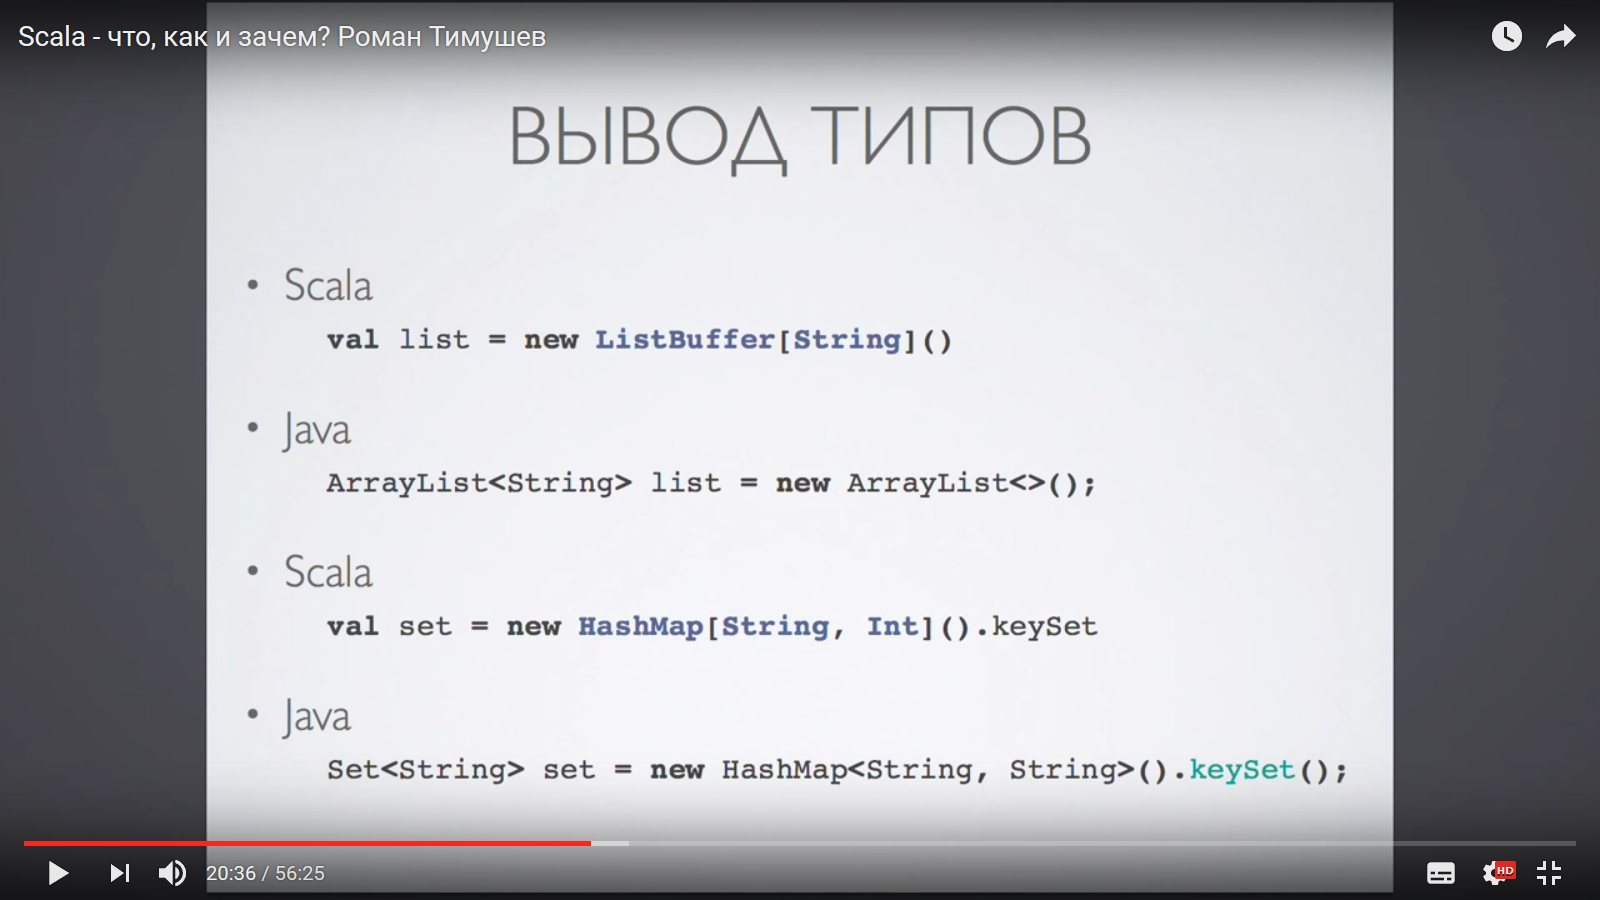 Scala - что, как и зачем? Роман Тимушев
ВЫВОД ТИПОВ
• Scala
val list = new ListBuffer[String]()
• Java
ArrayList<String> list = new ArrayList<>();
• Scala
val set = new HashMap[String, Int]().keySet
• Java
Set<String> set = new HashMap<String, String>().keySet();
20:36 / 56:25
HD